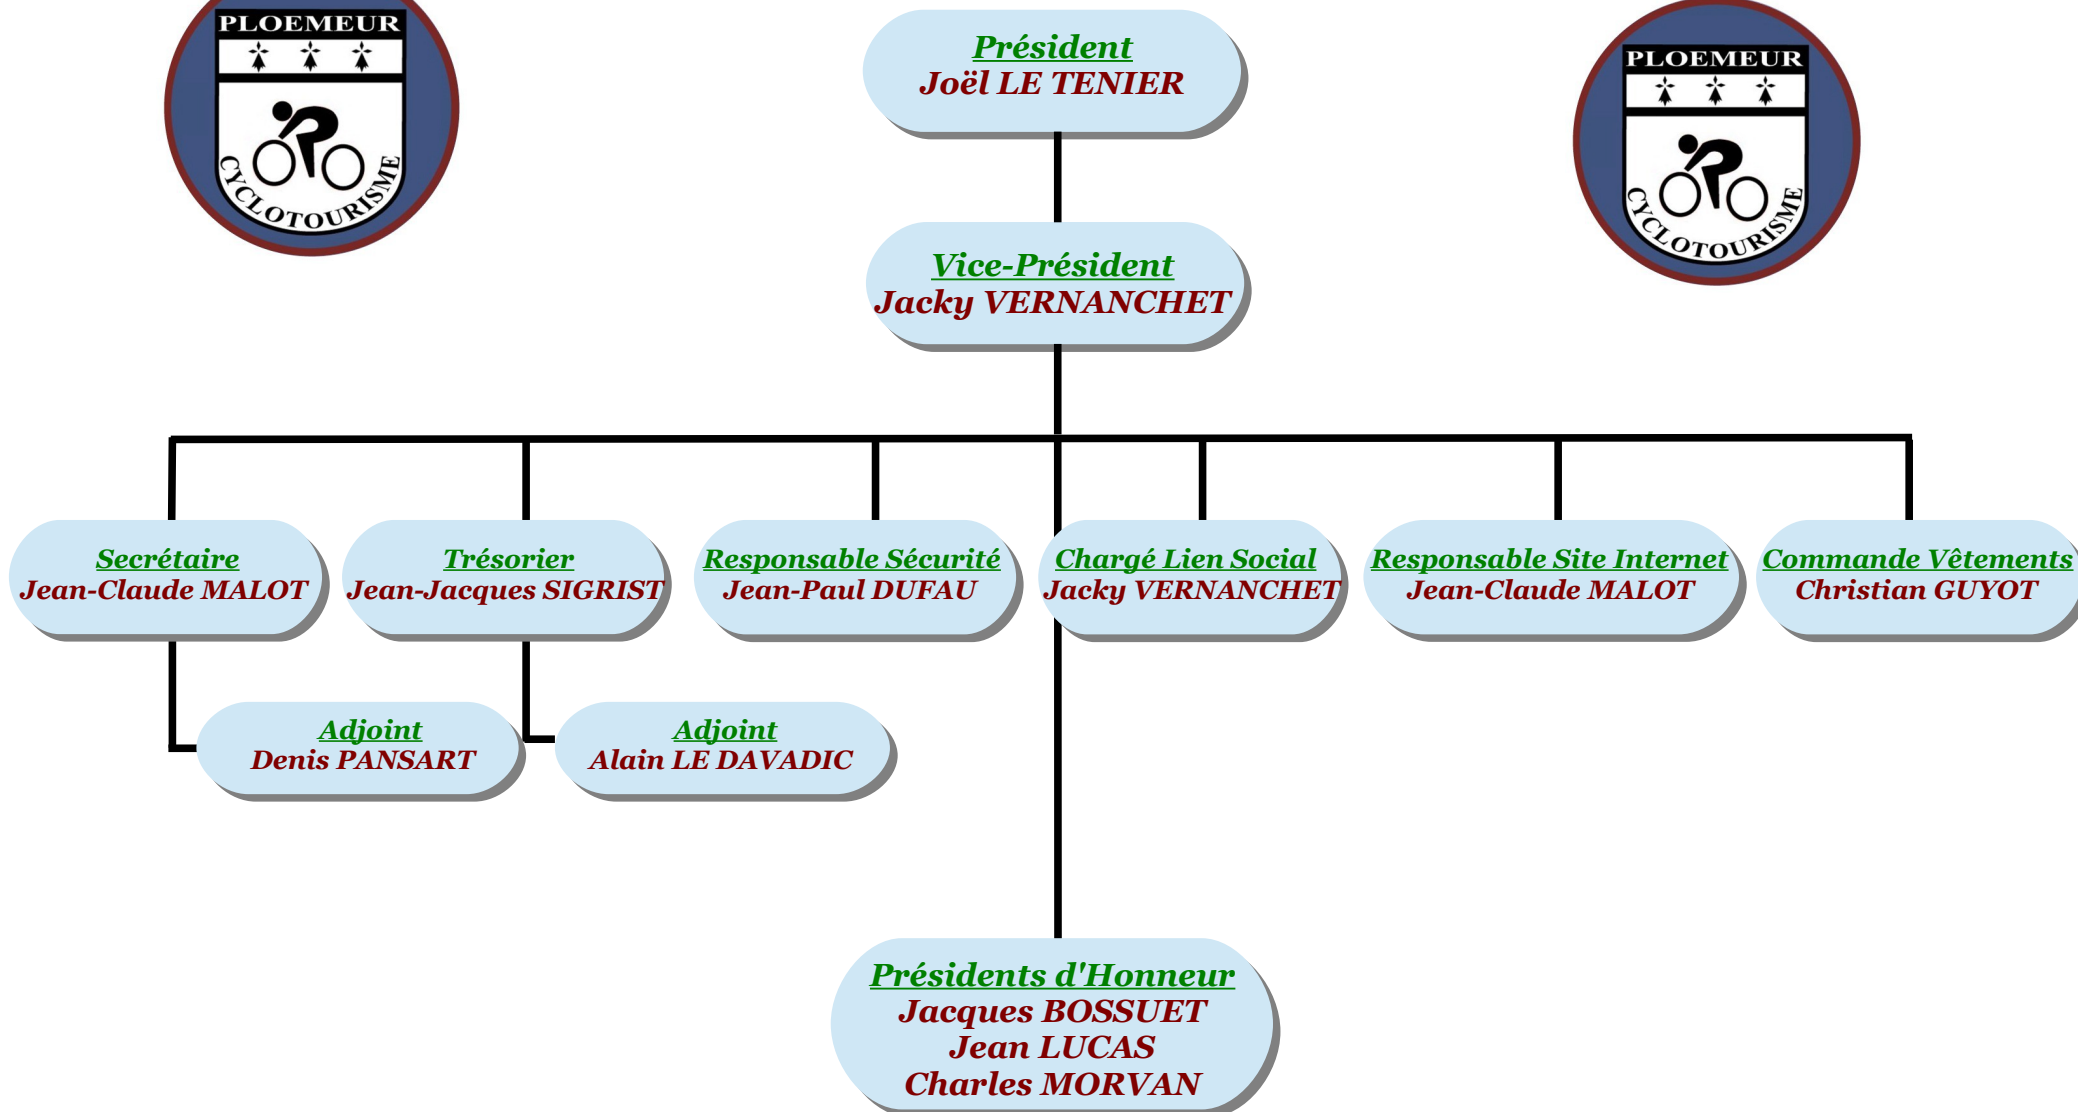 PLOEMEUR
CYCLOTOURISME
Président
Joël LE TENIER
PLOEMEUR
CYCLOTOURISME
Vice-Président
Jacky VERNANCHET
Secrétaire
Jean-Claude MALOT
Trésorier
Jean-Jacques SIGRIST
Responsable Sécurité
Jean-Paul DUFAU
Chargé Lien Social
Jacky VERNANCHET
Responsable Site Internet
Jean-Claude MALOT
Commande Vêtements
Christian GUYOT
Adjoint
Denis PANSART
Adjoint
Alain LE DAVADIC
Présidents d'Honneur
Jacques BOSSUET
Jean LUCAS
Charles MORVAN